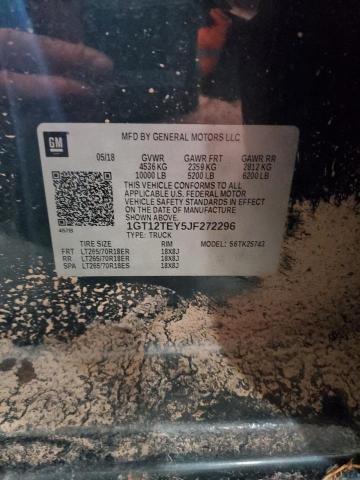 GM
MFD BY GENERAL MOTORS LLC
05/18 GVWR GAWR FRT GAWR RR
4536 KG 2359 KG 2812 KG
10000 LB 5200 LB 6200 LB
THIS VEHICLE CONFORMS TO ALL
APPLICABLE U.S. FEDERAL MOTOR
VEHICLE SAFETY STANDARDS IN EFFECT
ON THE DATE OF MANUFACTURE
SHOWN ABOVE.
1GT12TEY5JF272296
TYPE: TRUCK
TIRE SIZE RIM MODEL: S6TK25743
FRT LT265/70R18ER 18X8J
RR LT265/70R18ER 18X8J
SPA LT265/70R18ES 18X8J